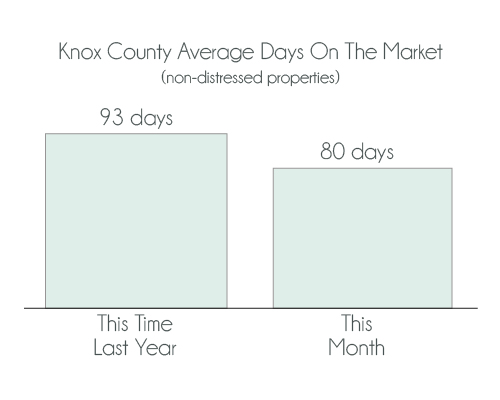 Knox County Average Days On The Market
(non-distressed properties)
93 days
80 days
This Time
Last Year
This
Month